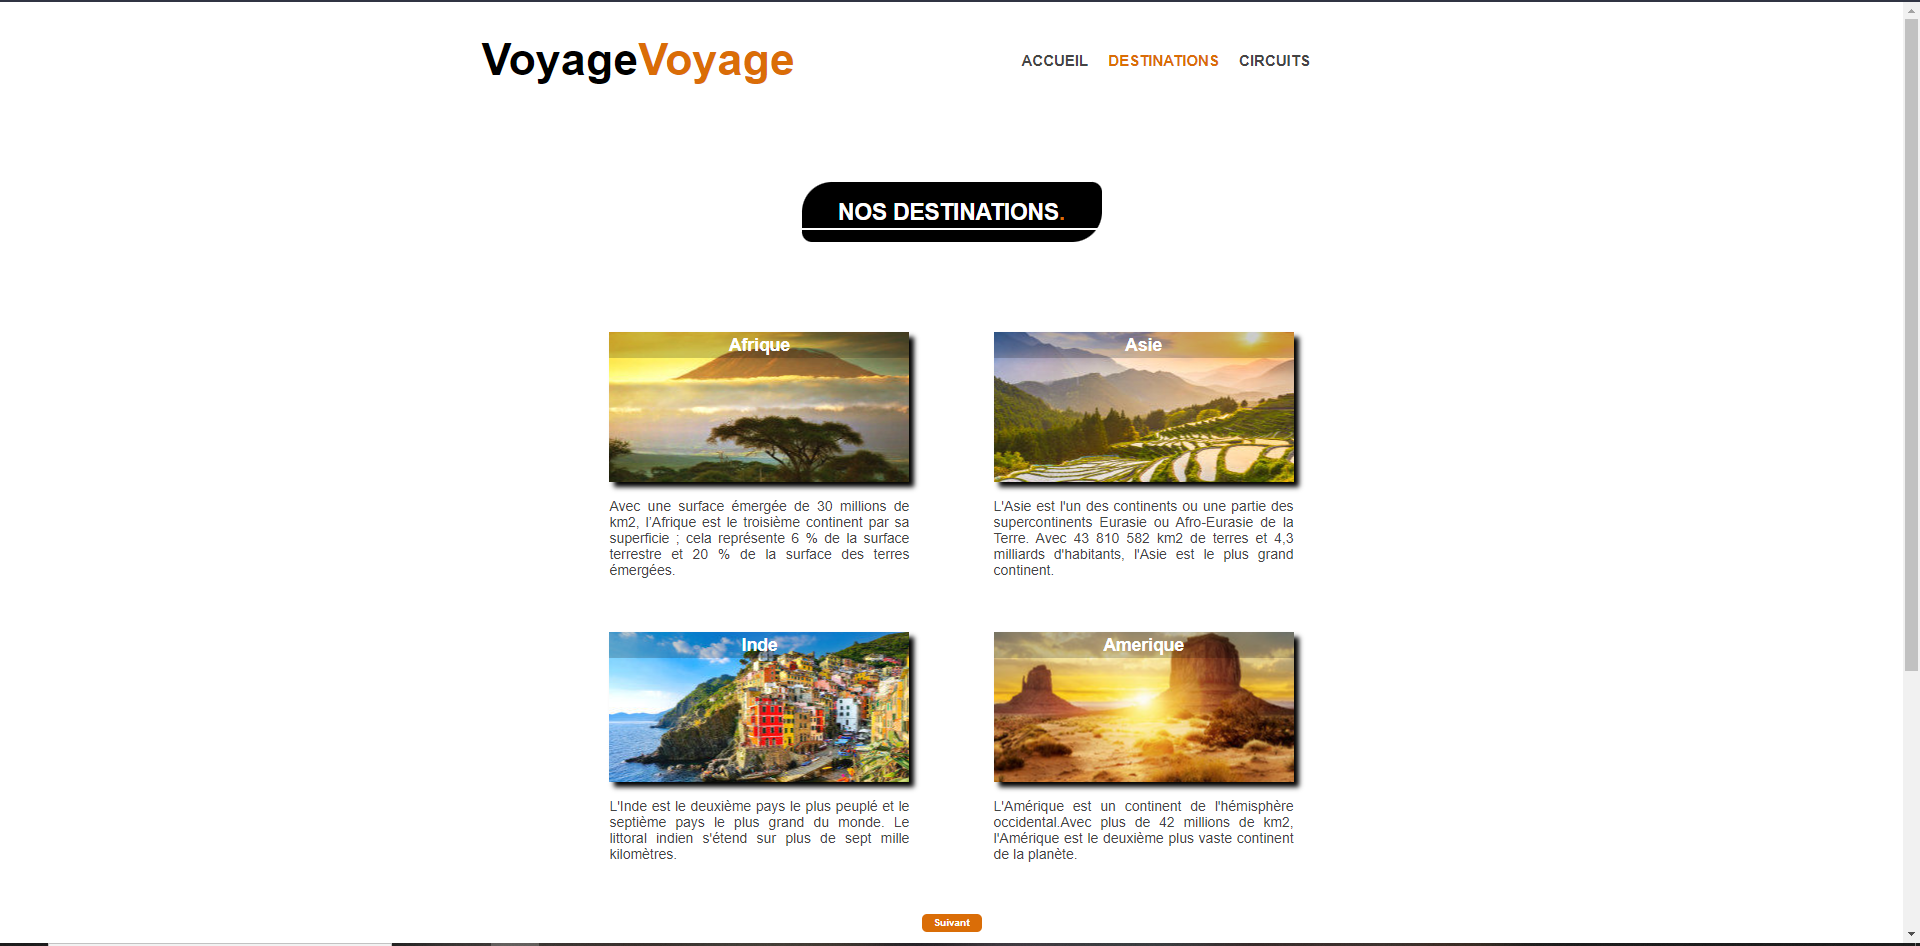 VoyageVoyage
ACCUEIL DESTINATIONS CIRCUITS
NOS DESTINATIONS.
Afrique
Avec une surface émergée de 30 millions de
km2, l’Afrique est le troisième continent par sa
superficie ; cela représente 6 % de la surface
terrestre et 20 % de la surface des terres
émergées.
Asie
L'Asie est l'un des continents ou une partie des
supercontinents Eurasie ou Afro-Eurasie de la
Terre. Avec 43 810 582 km2 de terres et 4,3
milliards d'habitants, l'Asie est le plus grand
continent.
Inde
L'Inde est le deuxième pays le plus peuplé et le
septième pays le plus grand du monde. Le
littoral indien s'étend sur plus de sept mille
kilomètres.
Amerique
L'Amérique est un continent de l'hémisphère
occidental.Avec plus de 42 millions de km2,
l'Amérique est le deuxième plus vaste continent
de la planète.
Suivant